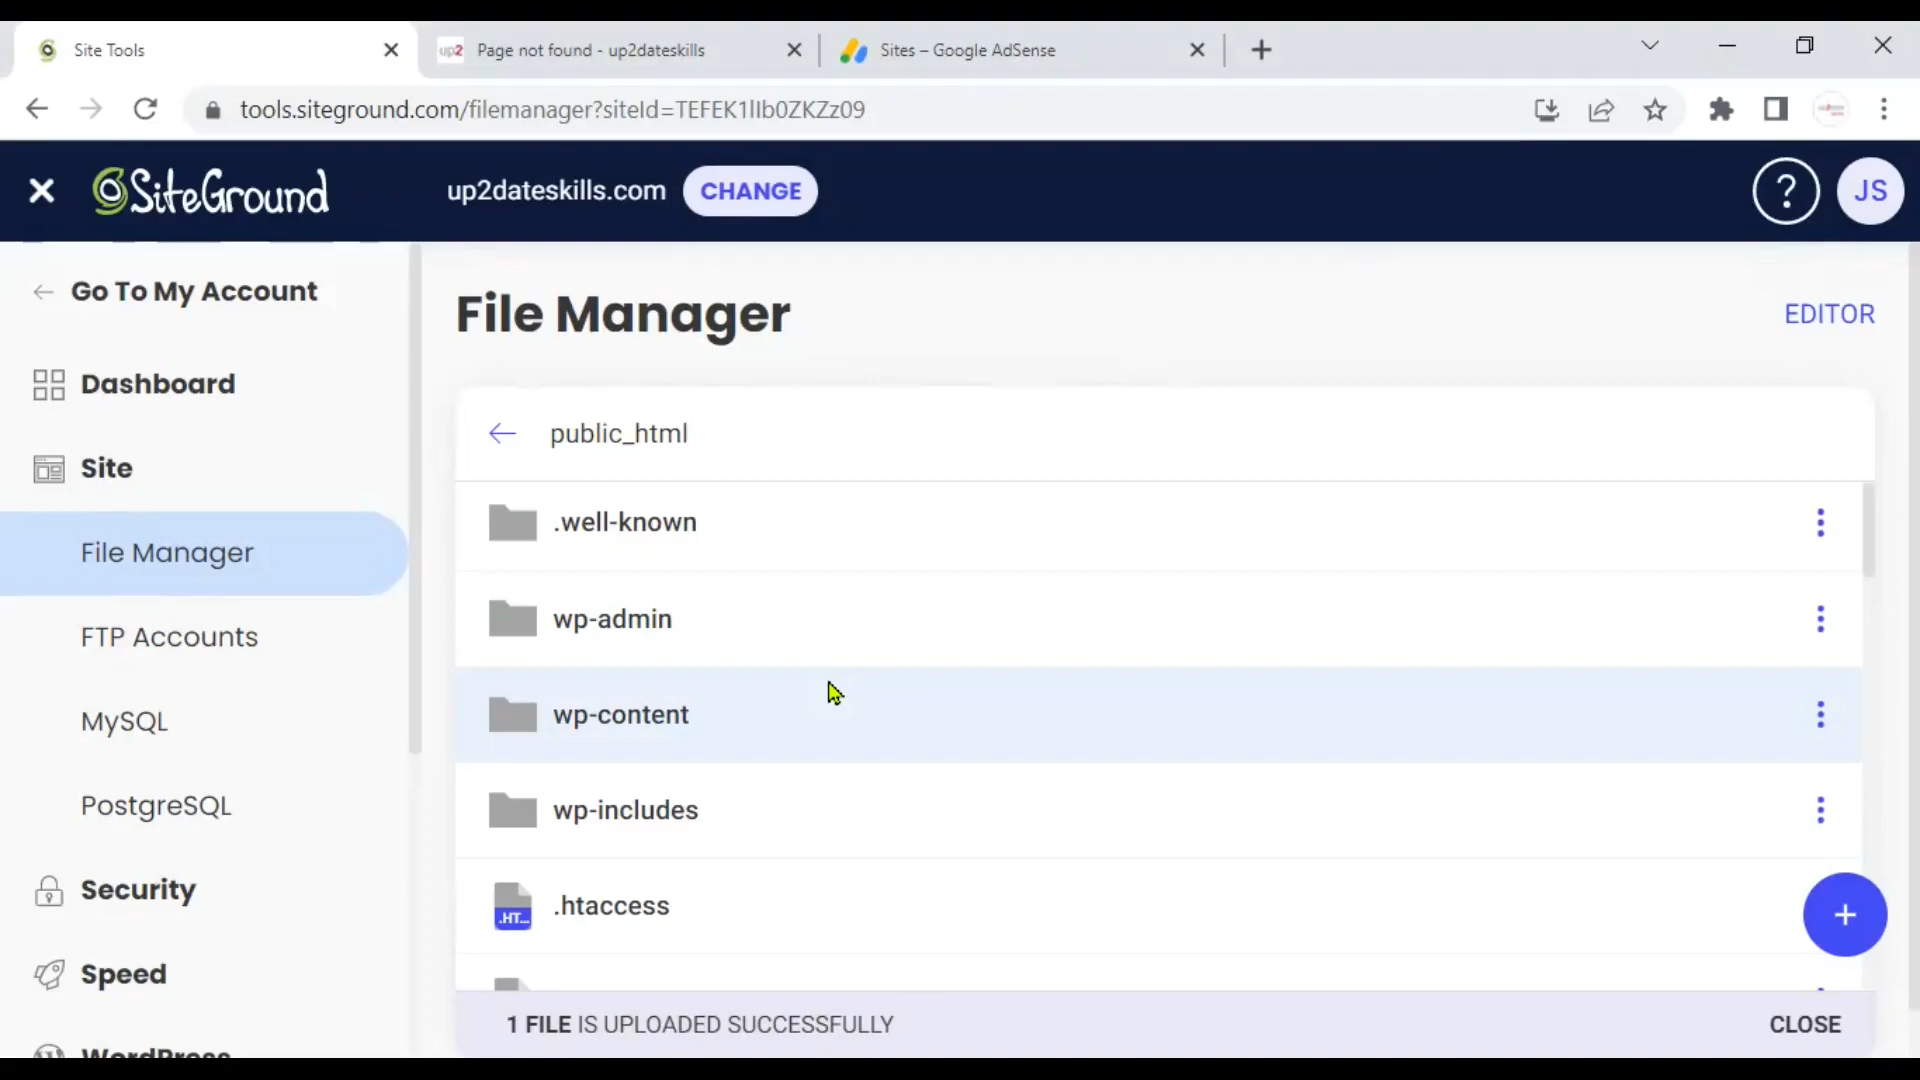 Site Tools
up2 Page not found - up2dateskills
Sites – Google AdSense
tools.siteground.com/filemanager?siteId=TEFEK1lIb0ZKZz09
SiteGround
up2dateskills.com CHANGE
? JS
Go To My Account
File Manager
EDITOR
Dashboard
public_html
Site
.well-known
File Manager
wp-admin
FTP Accounts
wp-content
MySQL
PostgreSQL
wp-includes
Security
.HT... .htaccess
Speed
1 FILE IS UPLOADED SUCCESSFULLY
CLOSE
WordPress